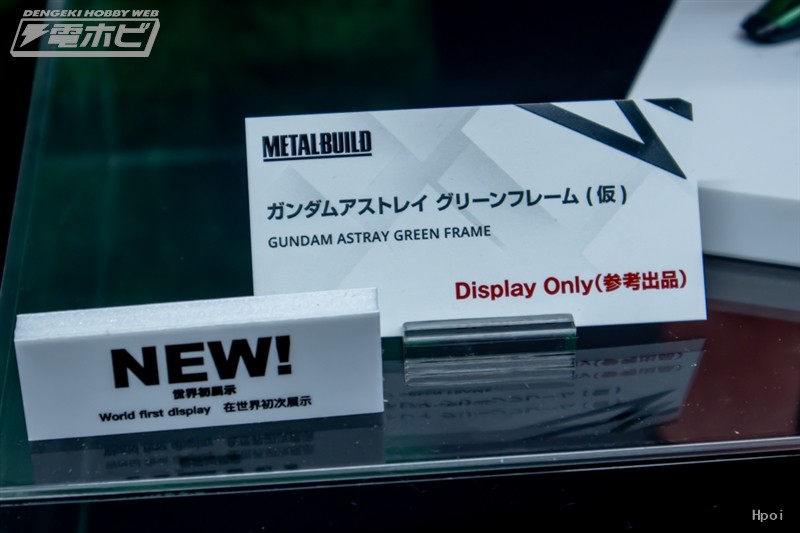 DENGEKI HOBBY WEB
電ホビ
METALBUILD
ガンダムアストレイ グリーンフレーム (仮)
GUNDAM ASTRAY GREEN FRAME
Display Only(参考出品)
NEW!
世界初展示
World first display 在世界初次展示
Hpoi